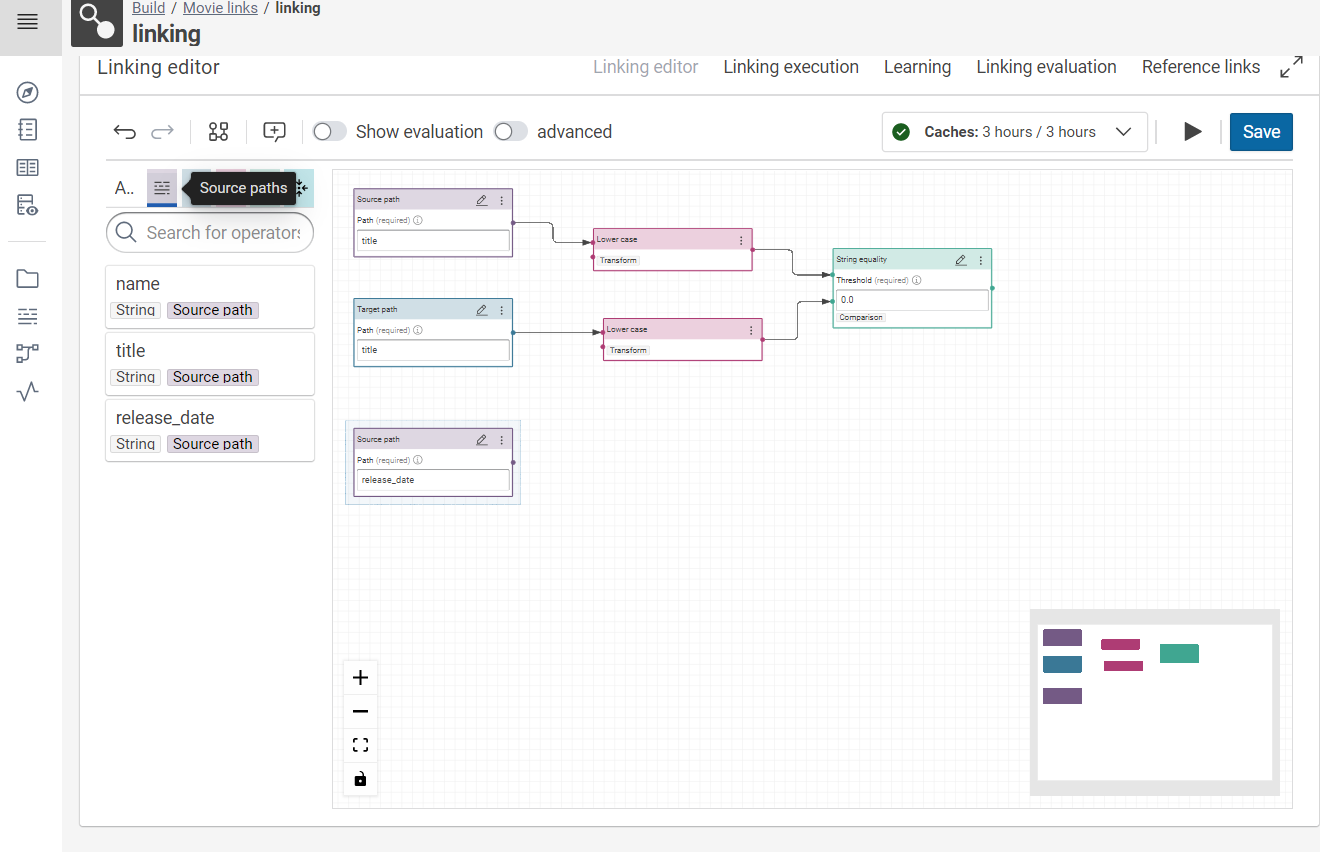 Build / Movie links / linking
linking
Linking editor
Linking editor Linking execution Learning Linking evaluation Reference links
Show evaluation advanced
Caches: 3 hours / 3 hours
Save
A..
Source paths
Search for operators
name
String Source path
title
String Source path
release_date
String Source path
Source path
Path (required)
title
Lower case
Transform
String equality
Threshold (required)
0.0
Comparison
Target path
Path (required)
title
Lower case
Transform
Source path
Path (required)
release_date